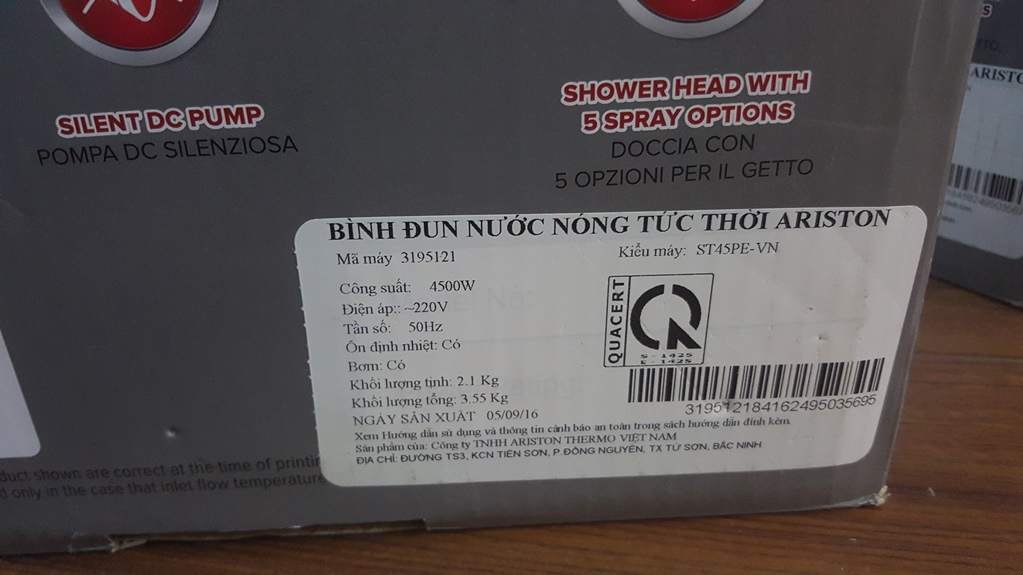 SILENT DC PUMP
POMPA DC SILENZIOSA
SHOWER HEAD WITH
5 SPRAY OPTIONS
DOCCIA CON
5 OPZIONI PER IL GETTO
BÌNH ĐUN NƯỚC NÓNG TỨC THỜI ARISTON
Mã máy 3195121
Kiểu máy: ST45PE-VN
Công suất: 4500W
Điện áp:: ~220V
Tần số: 50Hz
Ổn định nhiệt: Có
Bơm: Có
Khối lượng tịnh: 2.1 Kg
Khối lượng tổng: 3.55 Kg
NGÀY SẢN XUẤT 05/09/16
QUACERT
S - 1425
E - 1425
319512184162495035695
Xem Hướng dẫn sử dụng và thông tin cảnh báo an toàn trong sách hướng dẫn đính kèm.
Sản phẩm của: Công ty TNHH ARISTON THERMO VIỆT NAM
ĐỊA CHỈ: ĐƯỜNG TS3, KCN TIÊN SƠN, P. ĐỒNG NGUYÊN, TX TỪ SƠN, BẮC NINH
duct shown are correct at the time of printin
d only in the case that inlet flow temperature